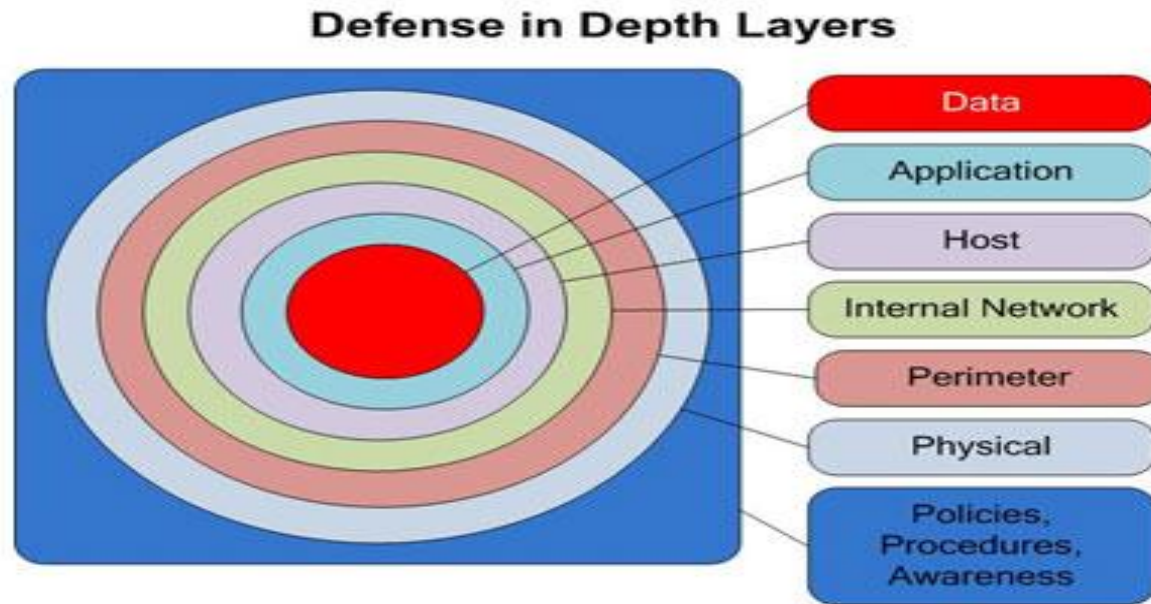 Defense in Depth Layers
Data
Application
Host
Internal Network
Perimeter
Physical
Policies,
Procedures,
Awareness